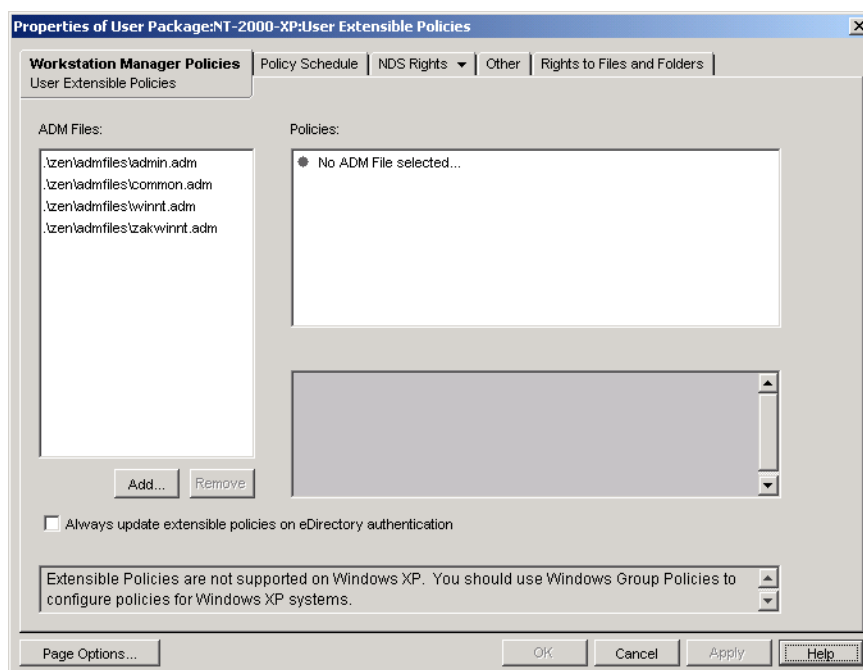 Properties of User Package:NT-2000-XP:User Extensible Policies
Workstation Manager Policies
Policy Schedule
NDS Rights
Other
Rights to Files and Folders
User Extensible Policies
ADM Files:
Policies:
.\zen\admfiles\admin.adm
.\zen\admfiles\common.adm
.\zen\admfiles\winnt.adm
.\zen\admfiles\zakwinnt.adm
No ADM File selected...
Add...
Remove
Always update extensible policies on eDirectory authentication
Extensible Policies are not supported on Windows XP. You should use Windows Group Policies to
configure policies for Windows XP systems.
Page Options...
OK
Cancel
Apply
Help